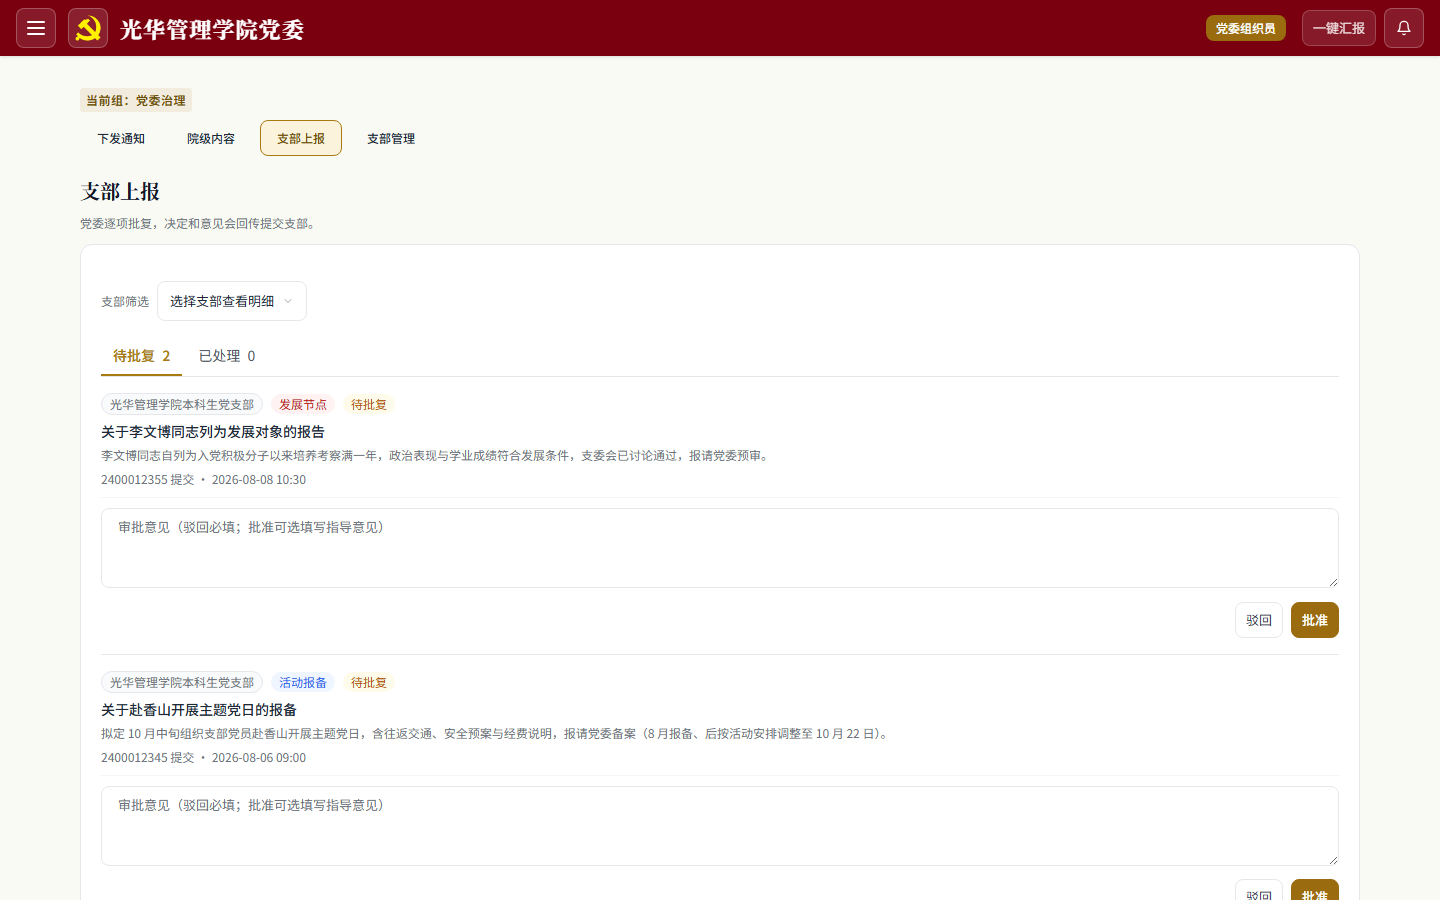 光华管理学院党委
党委组织员
一键汇报
当前组：党委治理
下发通知 院级内容 支部上报 支部管理
支部上报
党委逐项批复，决定和意见会回传提交支部。
支部筛选 选择支部查看明细
待批复 2 已处理 0
光华管理学院本科生党支部 发展节点 待批复
关于李文博同志列为发展对象的报告
李文博同志自列为入党积极分子以来培养考察满一年，政治表现与学业成绩符合发展条件，支委会已讨论通过，报请党委预审。
2400012355 提交 · 2026-08-08 10:30
审批意见（驳回必填；批准可选填写指导意见）
驳回 批准
光华管理学院本科生党支部 活动报备 待批复
关于赴香山开展主题党日的报备
拟定 10 月中旬组织支部党员赴香山开展主题党日，含往返交通、安全预案与经费说明，报请党委备案（8 月报备、后按活动安排调整至 10 月 22 日）。
2400012345 提交 · 2026-08-06 09:00
审批意见（驳回必填；批准可选填写指导意见）
驳回 批准